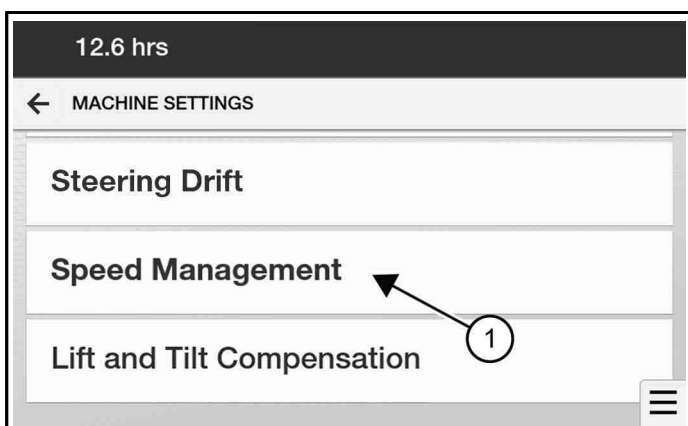 12.6 hrs
MACHINE SETTINGS
Steering Drift
Speed Management
1
Lift and Tilt Compensation